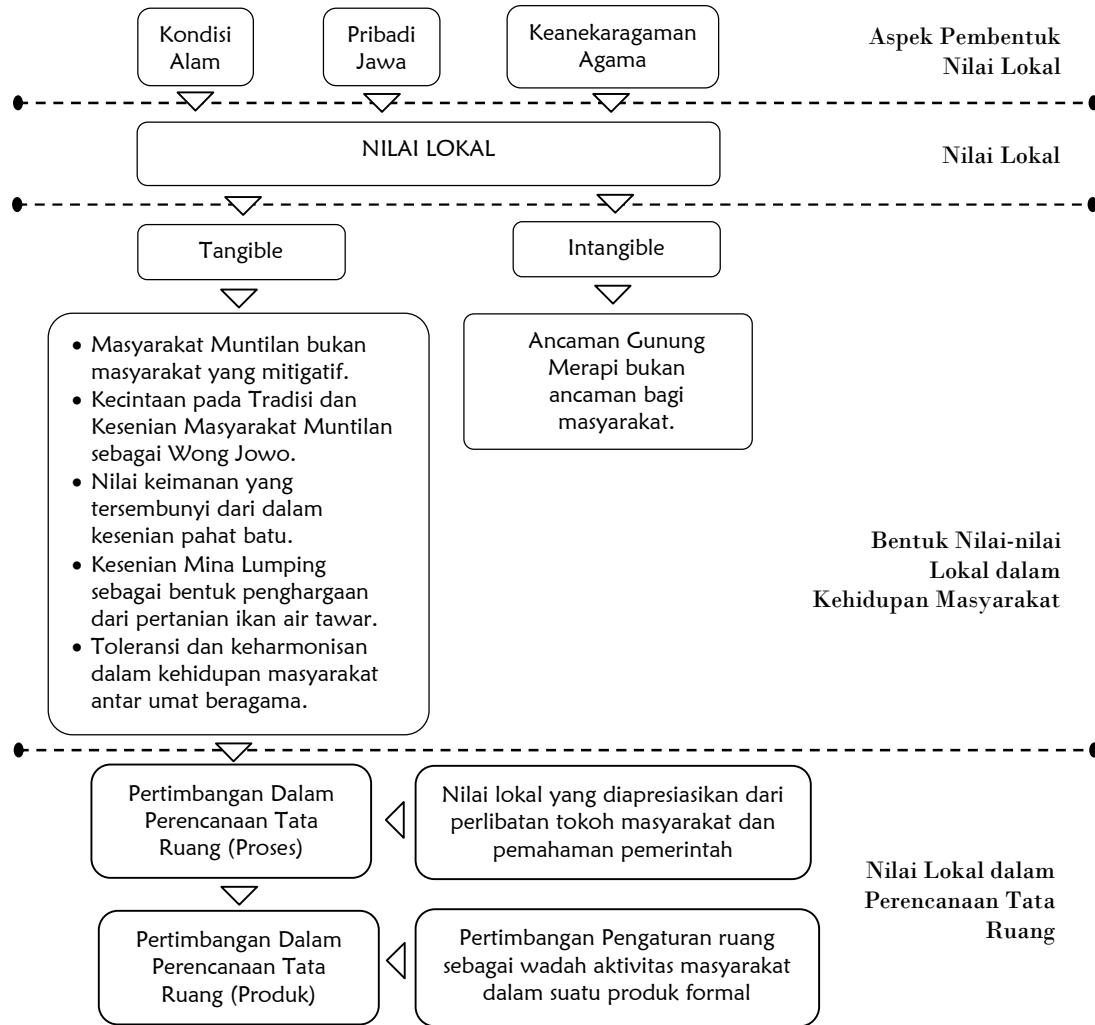 Kondisi
Alam
Pribadi
Jawa
Keanekaragaman
Agama
Aspek Pembentuk
Nilai Lokal
NILAI LOKAL
Nilai Lokal
Tangible
Intangible
• Masyarakat Muntilan bukan
masyarakat yang mitigatif.
• Kecintaan pada Tradisi dan
Kesenian Masyarakat Muntilan
sebagai Wong Jowo.
• Nilai keimanan yang
tersembunyi dari dalam
kesenian pahat batu.
• Kesenian Mina Lumping
sebagai bentuk penghargaan
dari pertanian ikan air tawar.
• Toleransi dan keharmonisan
dalam kehidupan masyarakat
antar umat beragama.
Ancaman Gunung
Merapi bukan
ancaman bagi
masyarakat.
Bentuk Nilai-nilai
Lokal dalam
Kehidupan Masyarakat
Pertimbangan Dalam
Perencanaan Tata
Ruang (Proses)
Nilai lokal yang diapresiasikan dari
perlibatan tokoh masyarakat dan
pemahaman pemerintah
Pertimbangan Dalam
Perencanaan Tata
Ruang (Produk)
Pertimbangan Pengaturan ruang
sebagai wadah aktivitas masyarakat
dalam suatu produk formal
Nilai Lokal dalam
Perencanaan Tata
Ruang